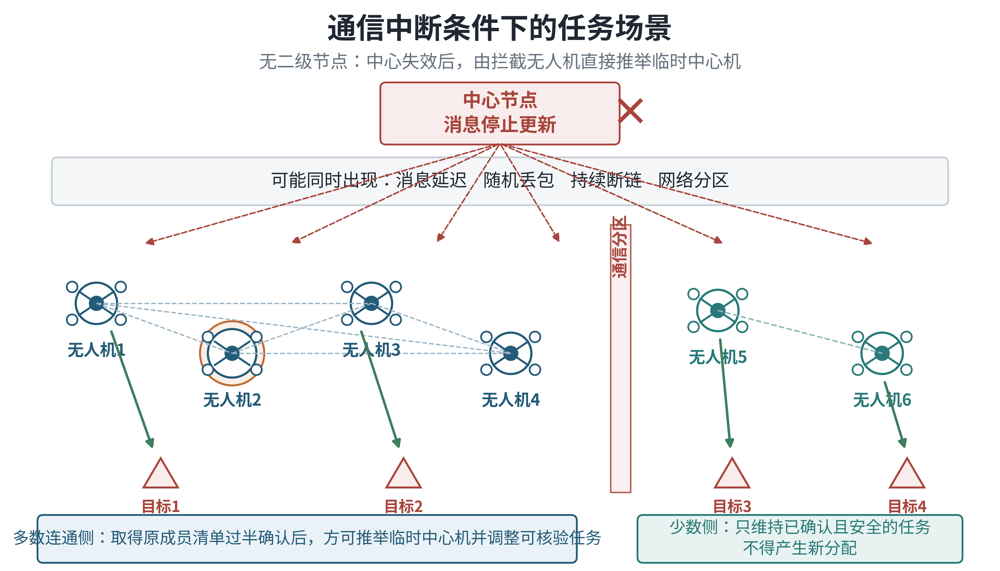 通信中断条件下的任务场景
无二级节点：中心失效后，由拦截无人机直接推举临时中心机
中心节点
消息停止更新
可能同时出现：消息延迟 随机丢包 持续断链 网络分区
通信分区
无人机1
无人机2
无人机3
无人机4
无人机5
无人机6
目标1
目标2
目标3
目标4
多数连通侧：取得原成员清单过半确认后，方可推举临时中心机并调整可核验任务
少数侧：只维持已确认且安全的任务
不得产生新分配